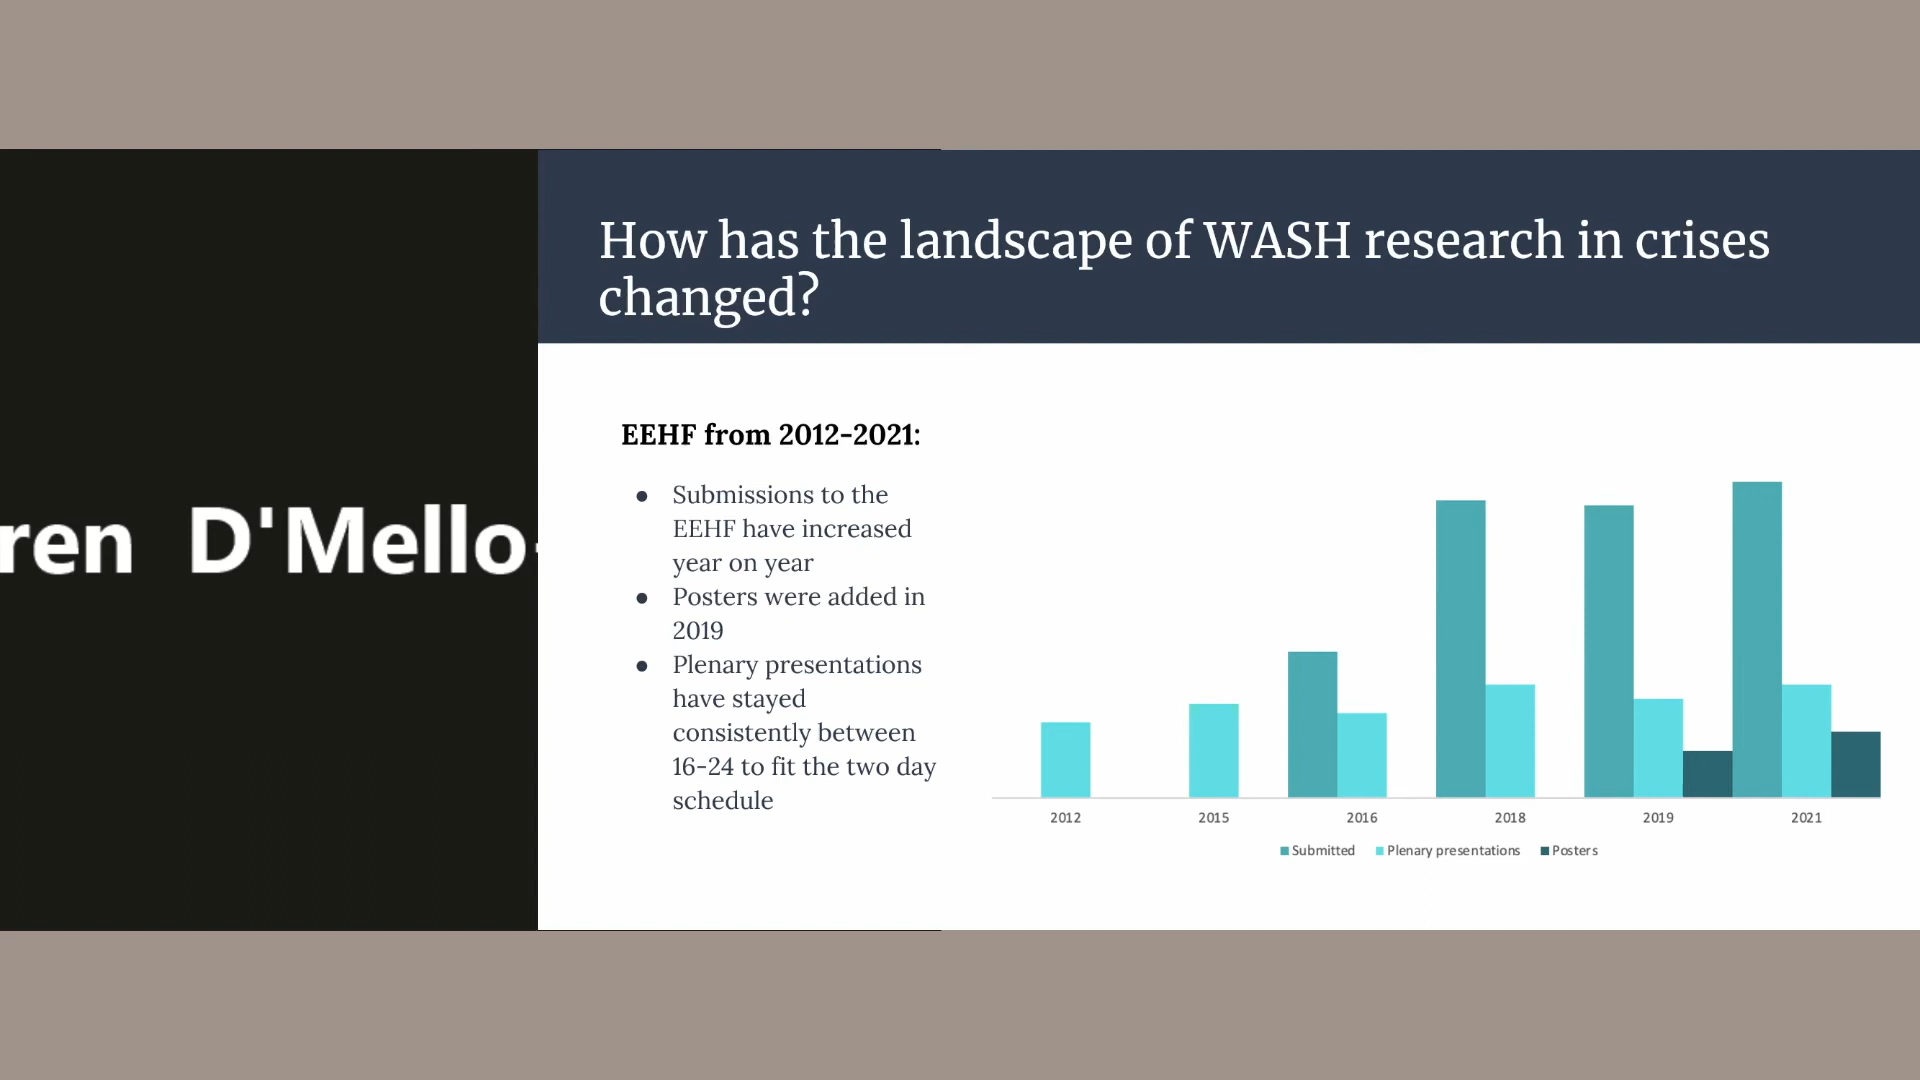 ren D'Mello-
How has the landscape of WASH research in crises
changed?
EEHF from 2012-2021:
● Submissions to the
EEHF have increased
year on year
● Posters were added in
2019
● Plenary presentations
have stayed
consistently between
16-24 to fit the two day
schedule
2012 2015 2016 2018 2019 2021
Submitted Plenary presentations Posters